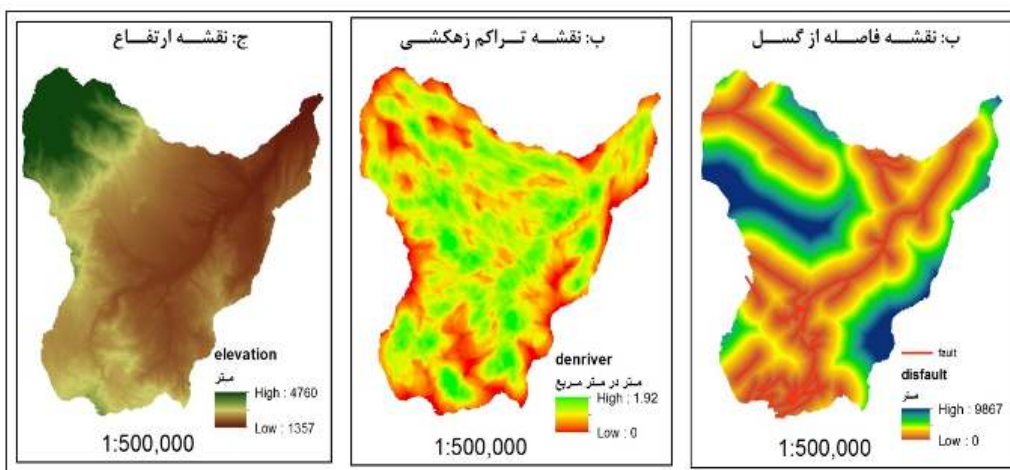 ب: نقشه فاصله از گسل
fault
disfault
متر
High : 9867
Low : 0
ب: نقشه تراکم زهکشی
denriver
متر در متر مربع
High : 1.92
Low : 0
1:500,000
ج: نقشه ارتفاع
elevation
متر
High : 4760
Low : 1357
1:500,000
1:500,000